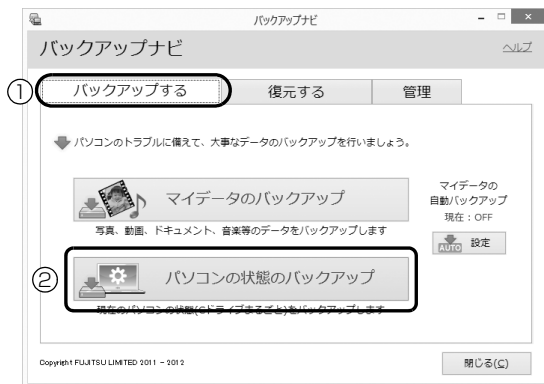 バックアップナビ
バックアップナビ
ヘルプ
① バックアップする 復元する 管理
パソコンのトラブルに備えて、大事なデータのバックアップを行いましょう。
マイデータのバックアップ
写真、動画、ドキュメント、音楽等のデータをバックアップします
マイデータの
自動バックアップ
現在：OFF
AUTO 設定
② パソコンの状態のバックアップ
現在のパソコンの状態(Cドライブまるごと)をバックアップします
Copyright FUJITSU LIMITED 2011 - 2012
閉じる(C)